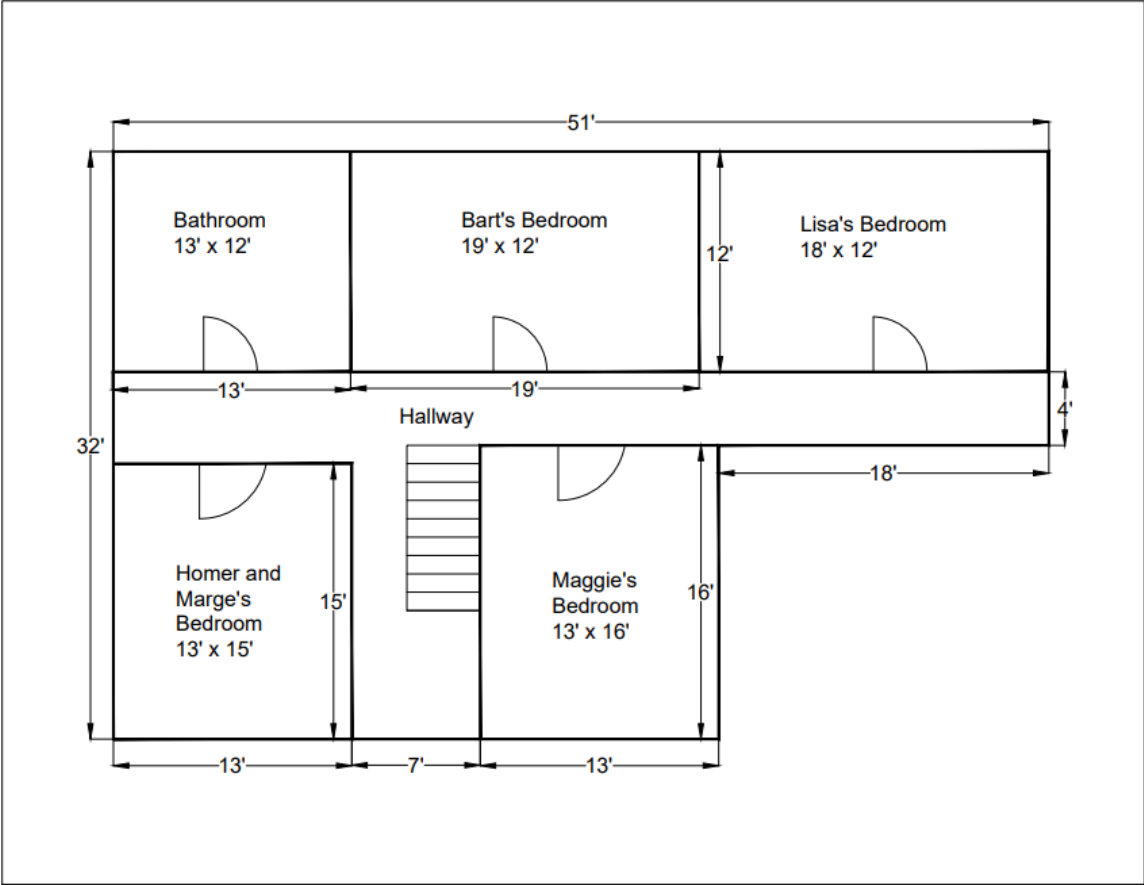 51'
Bathroom
13' x 12'
Bart's Bedroom
19' x 12'
Lisa's Bedroom
18' x 12'
12'
13'
19'
Hallway
4'
32'
18'
Homer and
Marge's
Bedroom
13' x 15'
15'
Maggie's
Bedroom
13' x 16'
16'
13'
7'
13'